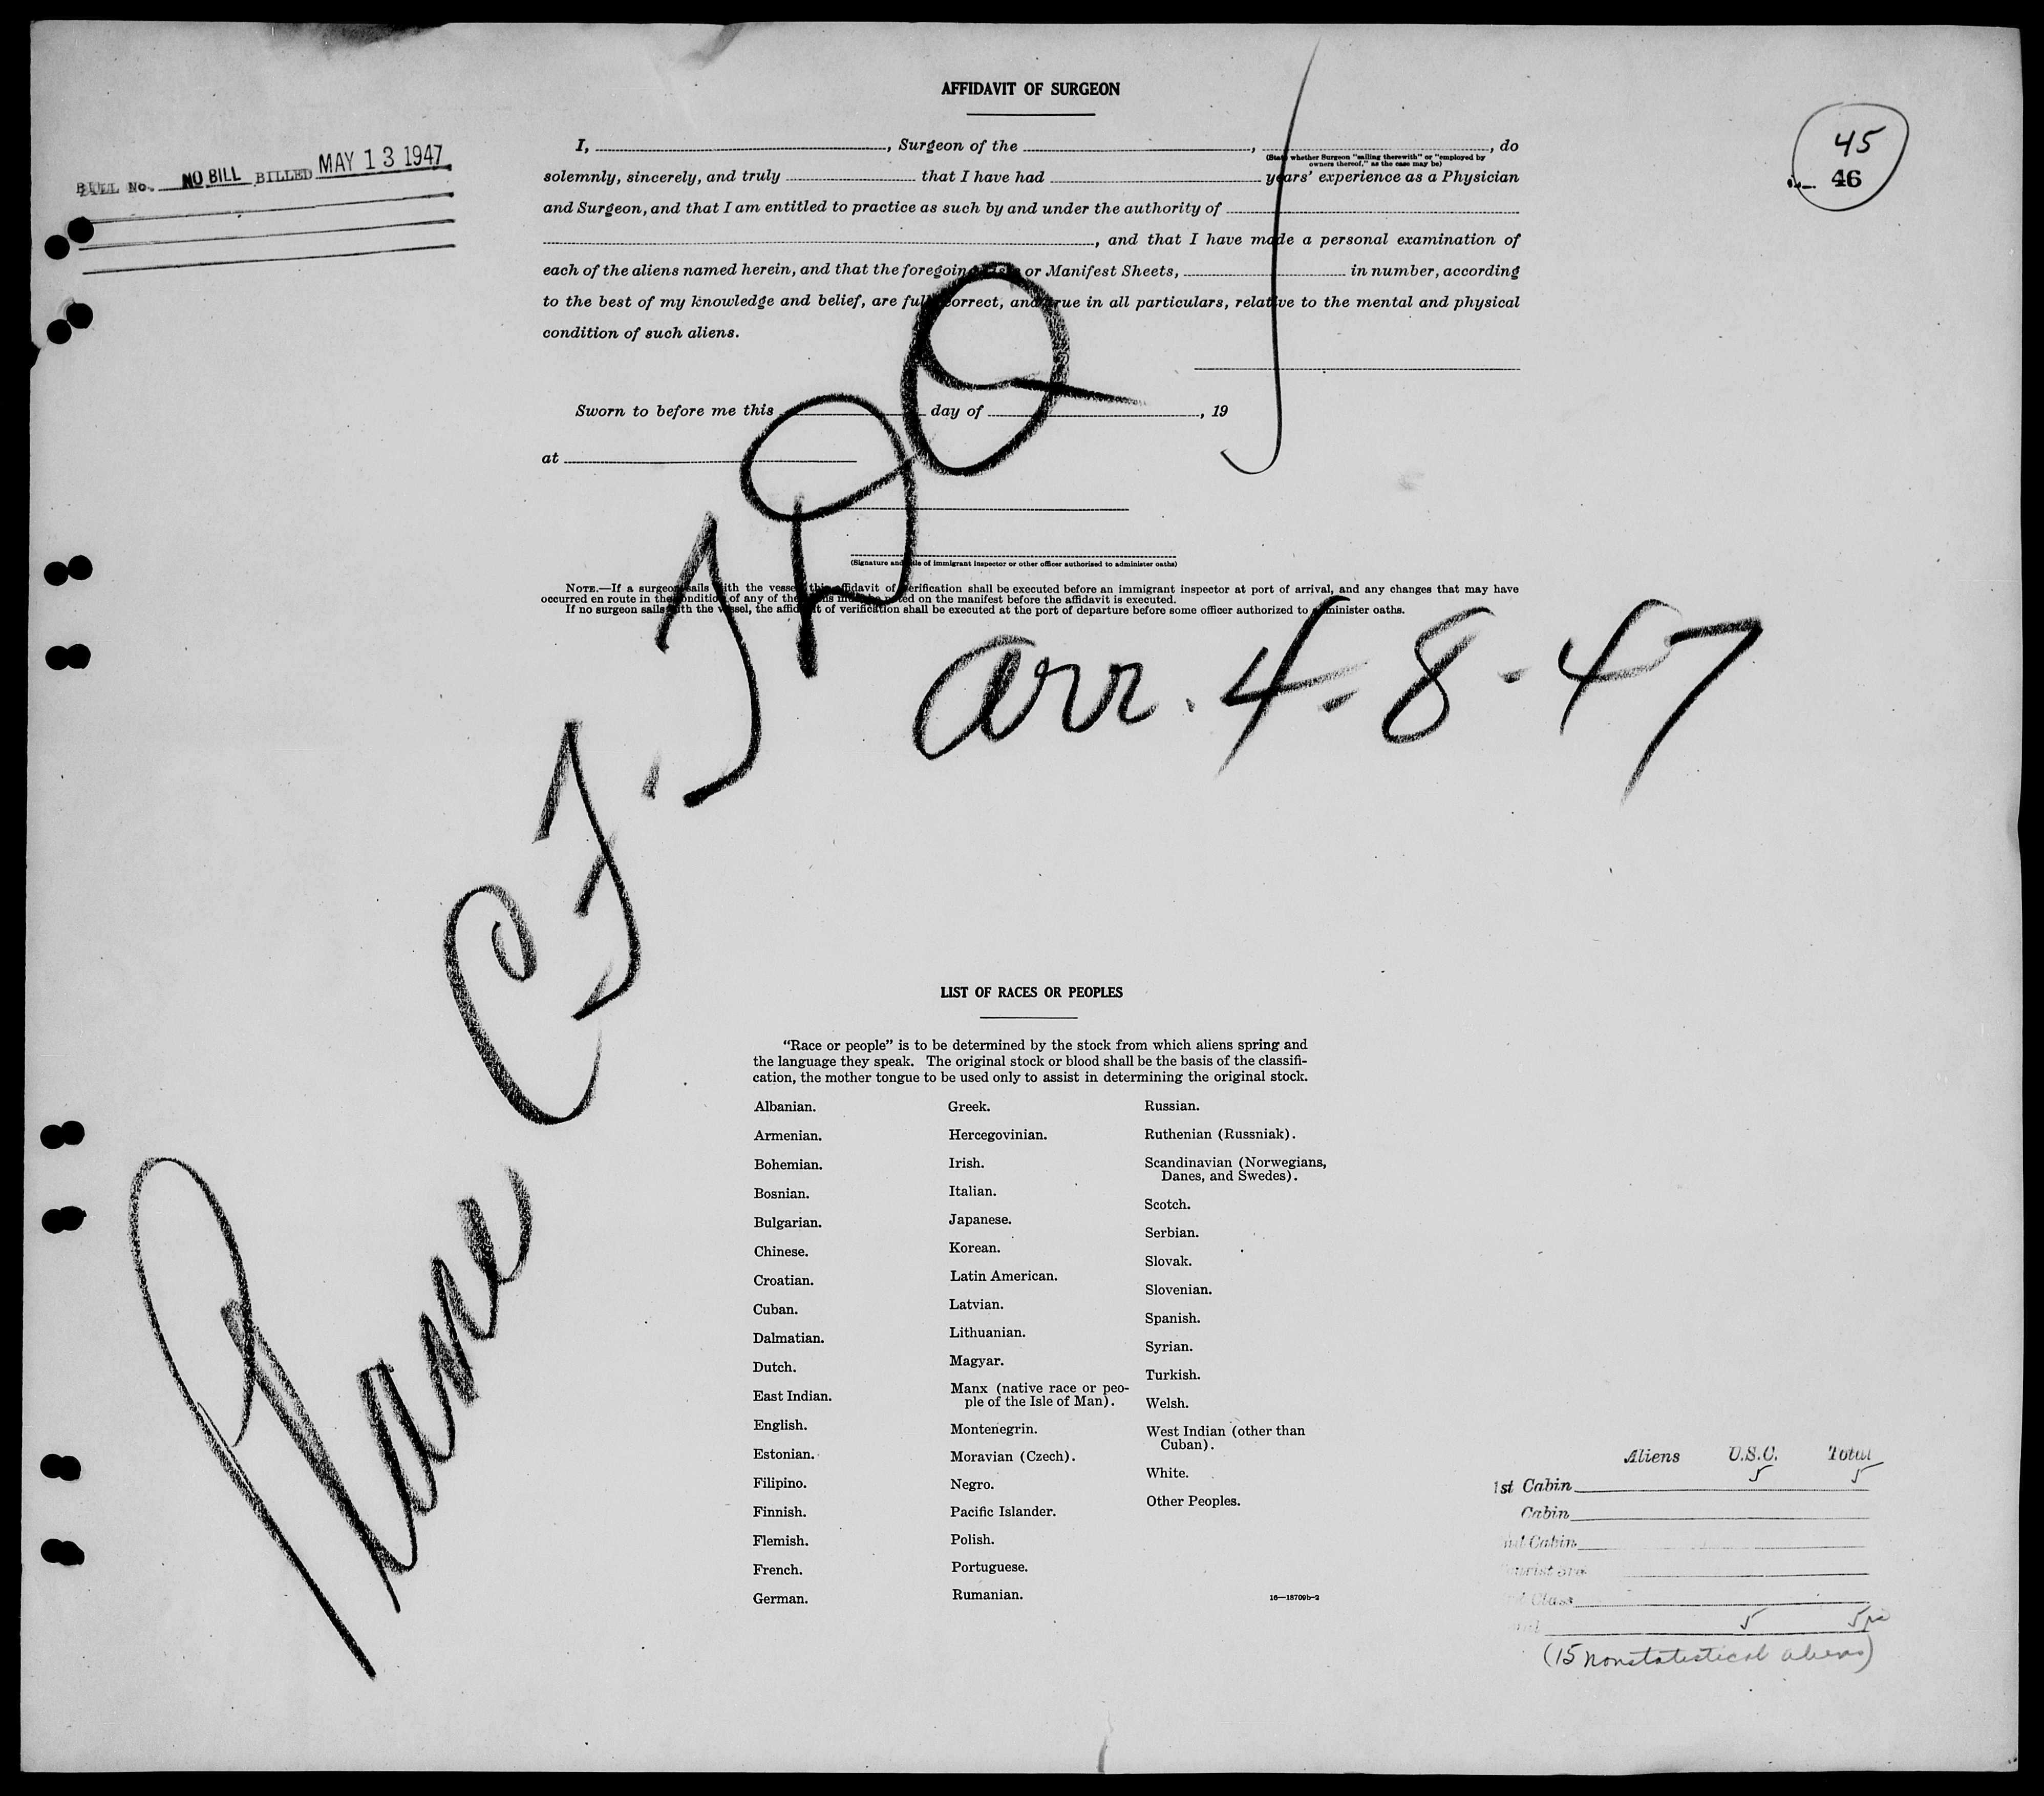 AFFIDAVIT OF SURGEON
BILL No. NO BILL BILLED MAY 13 1947
45
46
I, , Surgeon of the , , do
(State whether Surgeon "sailing therewith" or "employed by
owners thereof," as the case may be)
solemnly, sincerely, and truly that I have had years' experience as a Physician
and Surgeon, and that I am entitled to practice as such by and under the authority of
, and that I have made a personal examination of
each of the aliens named herein, and that the foregoing Lists or Manifest Sheets, in number, according
to the best of my knowledge and belief, are full, correct, and true in all particulars, relative to the mental and physical
condition of such aliens.
Sworn to before me this day of , 19
at
(Signature and title of immigrant inspector or other officer authorized to administer oaths)
NOTE.—If a surgeon sails with the vessel, this affidavit of verification shall be executed before an immigrant inspector at port of arrival, and any changes that may have
occurred en route in the condition of any of the aliens must be noted on the manifest before the affidavit is executed.
If no surgeon sails with the vessel, the affidavit of verification shall be executed at the port of departure before some officer authorized to administer oaths.
Plane CF.
arr. 4-8-47
LIST OF RACES OR PEOPLES
"Race or people" is to be determined by the stock from which aliens spring and
the language they speak. The original stock or blood shall be the basis of the classifi-
cation, the mother tongue to be used only to assist in determining the original stock.
Albanian.
Armenian.
Bohemian.
Bosnian.
Bulgarian.
Chinese.
Croatian.
Cuban.
Dalmatian.
Dutch.
East Indian.
English.
Estonian.
Filipino.
Finnish.
Flemish.
French.
German.
Greek.
Hercegovinian.
Irish.
Italian.
Japanese.
Korean.
Latin American.
Latvian.
Lithuanian.
Magyar.
Manx (native race or peo-
ple of the Isle of Man).
Montenegrin.
Moravian (Czech).
Negro.
Pacific Islander.
Polish.
Portuguese.
Rumanian.
Russian.
Ruthenian (Russniak).
Scandinavian (Norwegians,
Danes, and Swedes).
Scotch.
Serbian.
Slovak.
Slovenian.
Spanish.
Syrian.
Turkish.
Welsh.
West Indian (other than
Cuban).
White.
Other Peoples.
16—18709b-2
Aliens U.S.C. Total
1st Cabin 5 5
Cabin
Cabin
Class
5 5
(15 nonstatistical aliens)